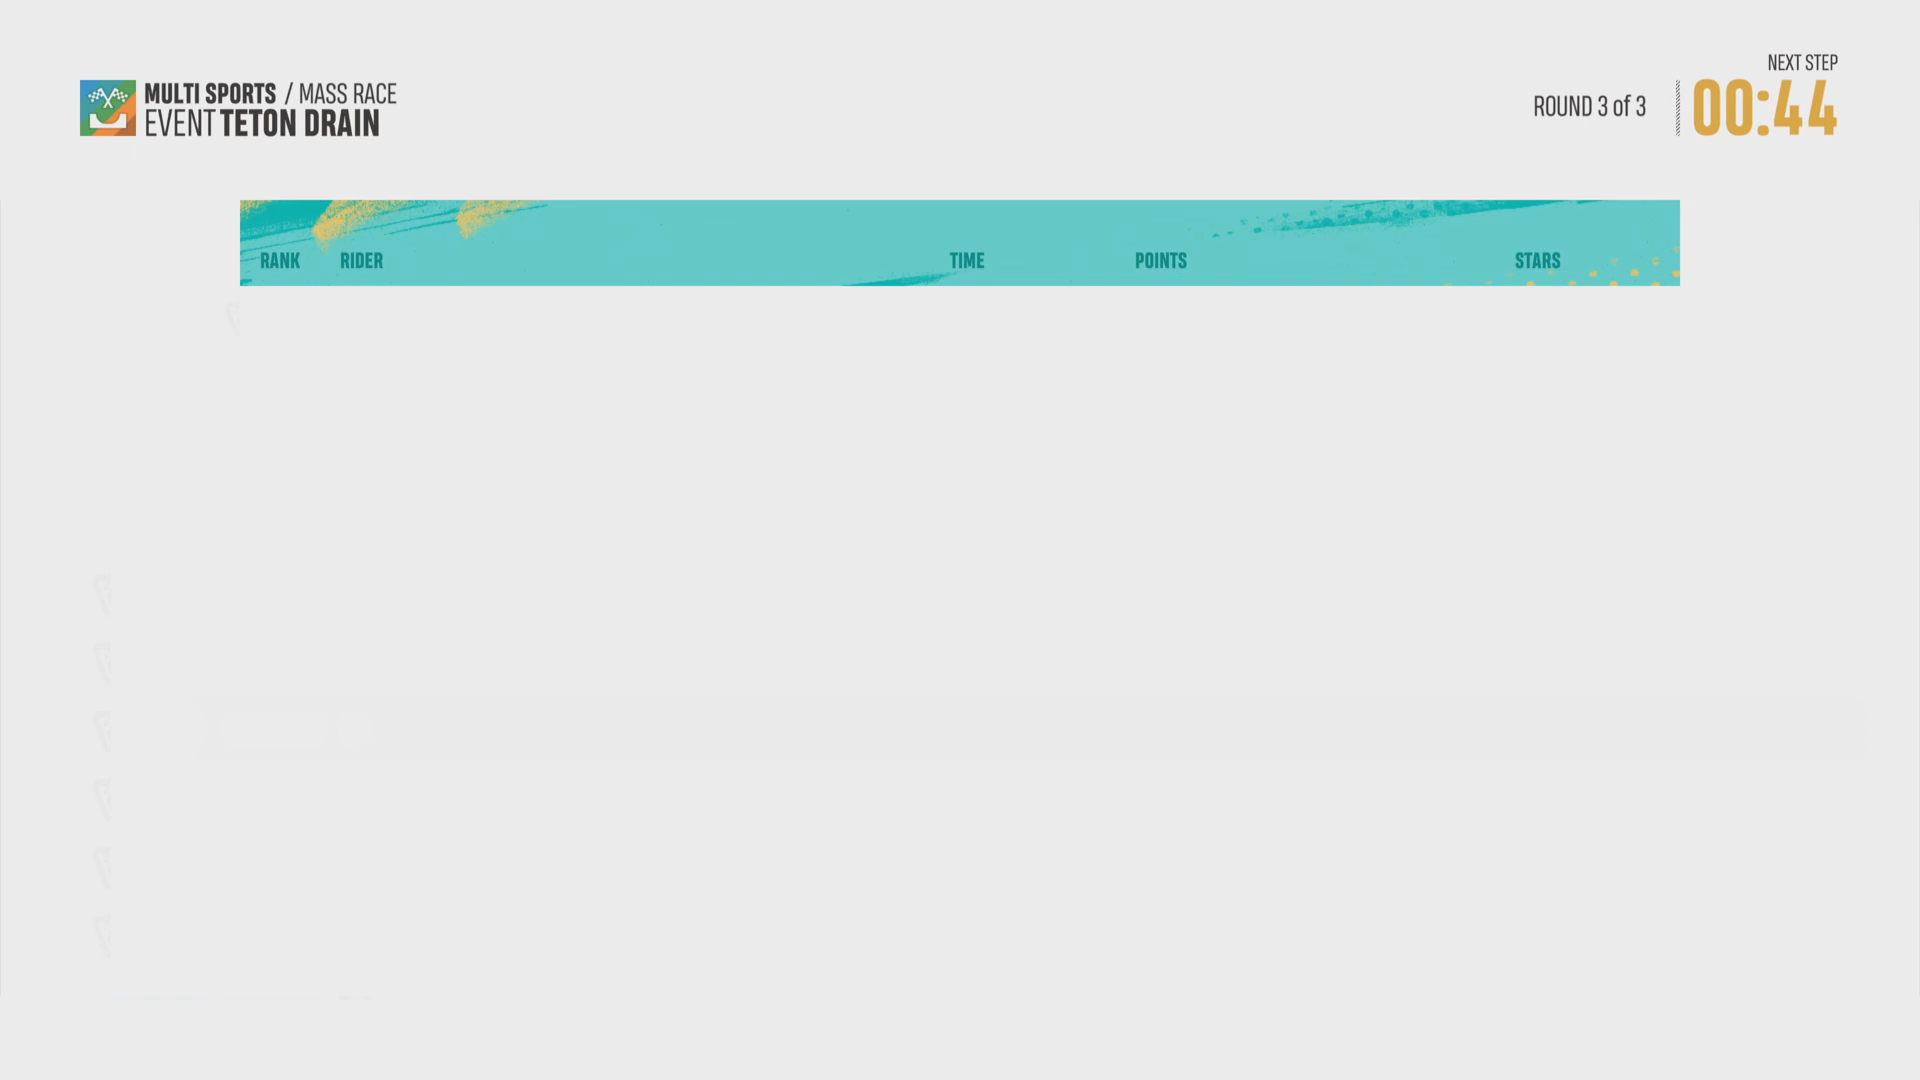 MULTI SPORTS / MASS RACE
EVENT TETON DRAIN
ROUND 3 of 3
NEXT STEP
00:44
RANK RIDER TIME POINTS STARS